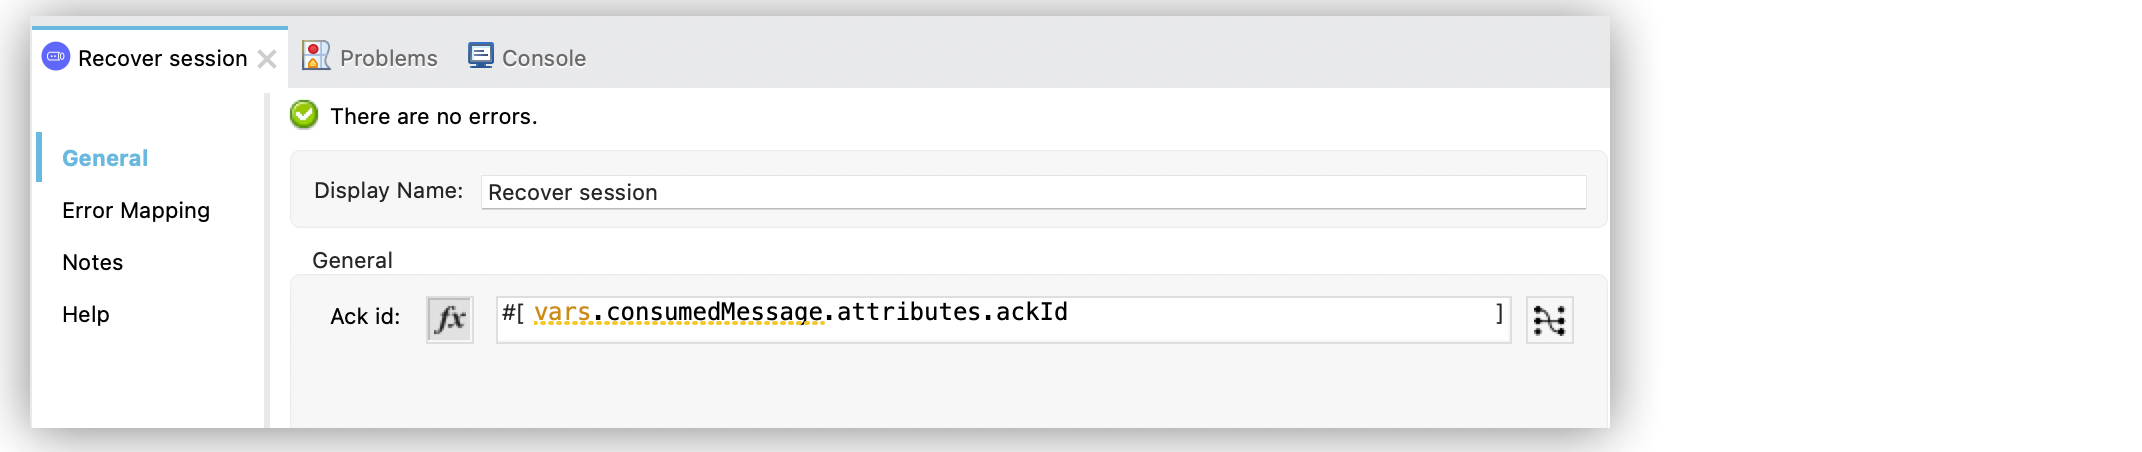 Recover session Problems Console
There are no errors.
General
Error Mapping
Notes
Help
Display Name: Recover session
General
Ack id: fx #[ vars.consumedMessage.attributes.ackId ]